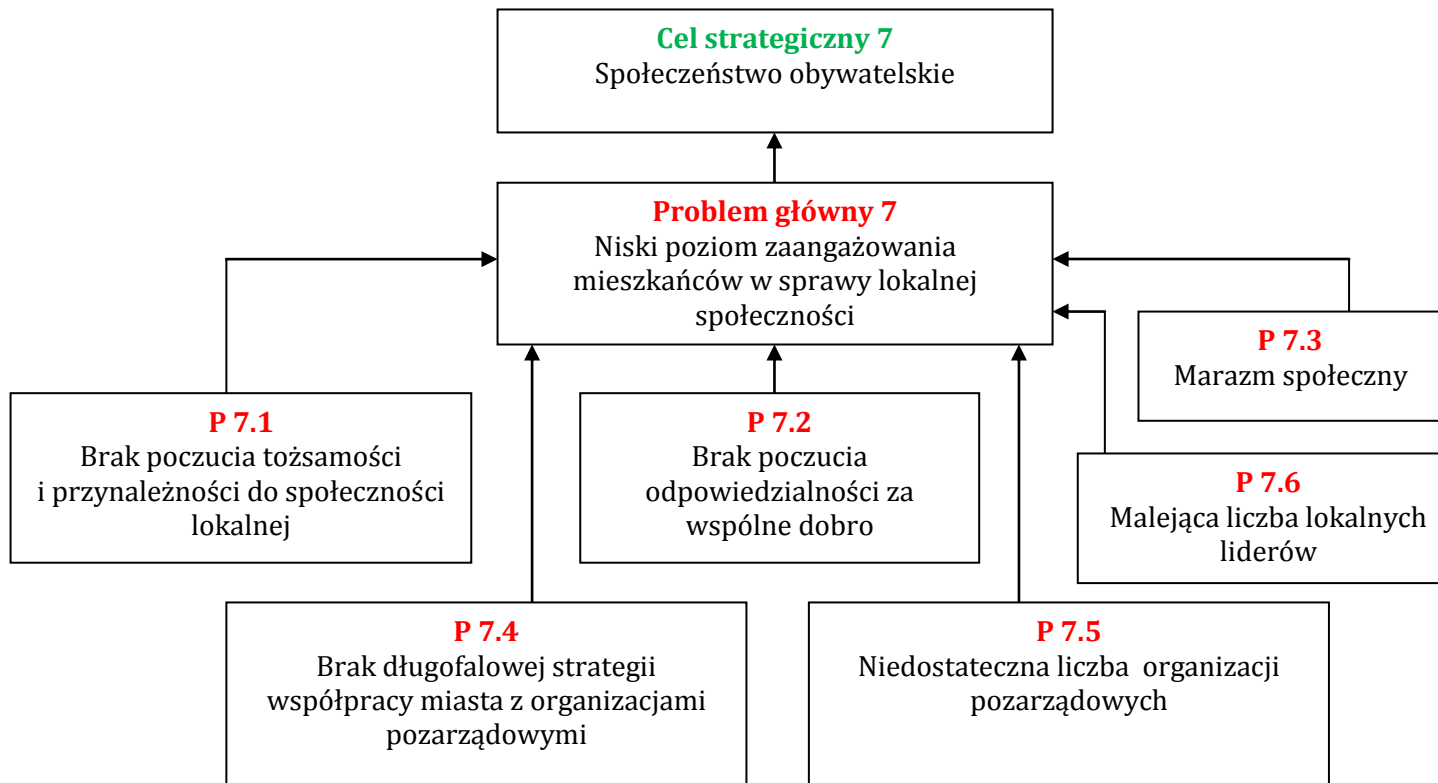 Cel strategiczny 7
Społeczeństwo obywatelskie
Problem główny 7
Niski poziom zaangażowania
mieszkańców w sprawy lokalnej
społeczności
P 7.3
Marazm społeczny
P 7.1
Brak poczucia tożsamości
i przynależności do społeczności
lokalnej
P 7.2
Brak poczucia
odpowiedzialności za
wspólne dobro
P 7.6
Malejąca liczba lokalnych
liderów
P 7.4
Brak długofalowej strategii
współpracy miasta z organizacjami
pozarządowymi
P 7.5
Niedostateczna liczba  organizacji
pozarządowych